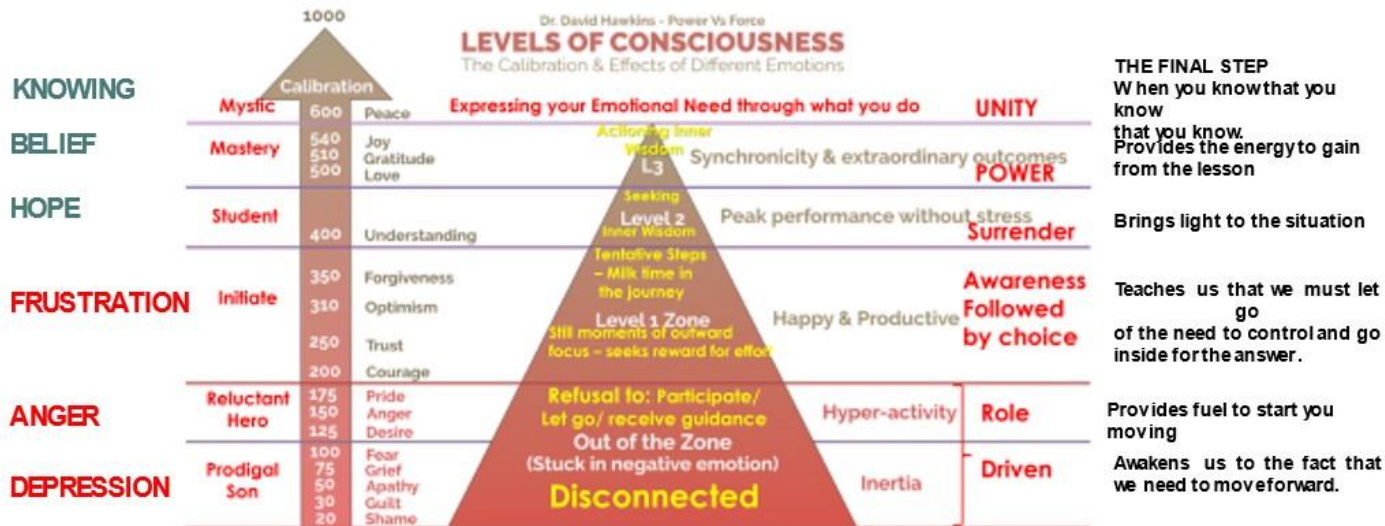 1000
Dr. David Hawkins - Power Vs Force
LEVELS OF CONSCIOUSNESS
The Calibration & Effects of Different Emotions
Calibration
KNOWING
Mystic
600 Peace
Expressing your Emotional Need through what you do
UNITY
THE FINAL STEP
When you know that you
know
that you know.
BELIEF
Mastery
540 Joy
510 Gratitude
500 Love
Actioning Inner
Wisdom
L3
Synchronicity & extraordinary outcomes
POWER
Provides the energy to gain
from the lesson
HOPE
Student
400 Understanding
Seeking
Level 2
Inner Wisdom
Peak performance without stress
Surrender
Brings light to the situation
FRUSTRATION
Initiate
350 Forgiveness
310 Optimism
250 Trust
200 Courage
Tentative Steps
– Milk time in
the journey
Level 1 Zone
Still moments of outward
focus – seeks reward for effort
Happy & Productive
Awareness
Followed
by choice
Teaches us that we must let
go
of the need to control and go
inside for the answer.
ANGER
Reluctant
Hero
175 Pride
150 Anger
125 Desire
Refusal to: Participate/
Let go/ receive guidance
Hyper-activity
Role
Provides fuel to start you
moving
DEPRESSION
Prodigal
Son
100 Fear
75 Grief
50 Apathy
30 Guilt
20 Shame
Out of the Zone
(Stuck in negative emotion)
Disconnected
Inertia
Driven
Awakens us to the fact that
we need to move forward.